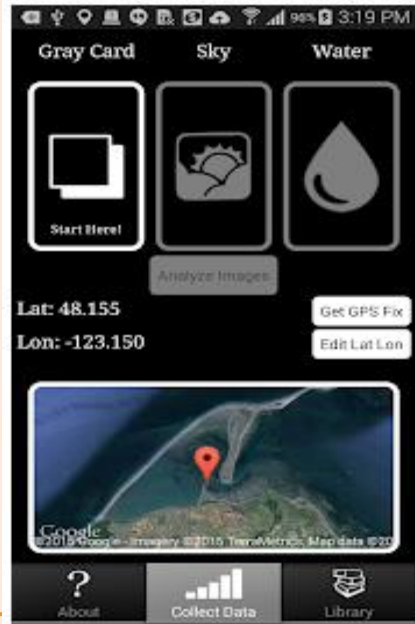 96% 3:19 PM
Gray Card Sky Water
Start Here!
Analyze Images
Lat: 48.155
Get GPS Fix
Lon: -123.150
Edit Lat Lon
Google
©2015 Google - Imagery ©2015 TerraMetrics, Map data ©20
About Collect Data Library